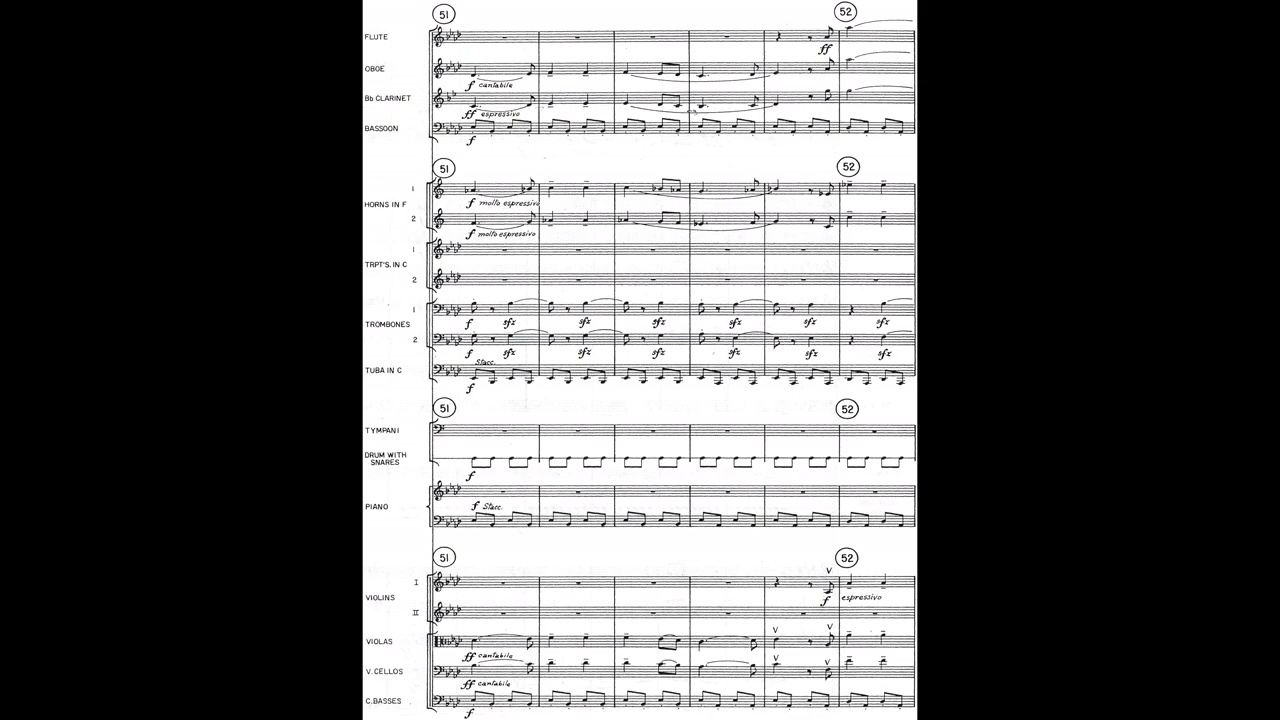 51 52
FLUTE
ff
OBOE
f cantabile
Bb CLARINET
ff espressivo
BASSOON
f
51 52
HORNS IN F
1
f molto espressivo
2
f molto espressivo
TRPT'S. IN C
1
2
TROMBONES
1
f sfz sfz sfz sfz sfz sfz
2
f sfz sfz sfz sfz sfz sfz
TUBA IN C
Stacc.
f
51 52
TYMPANI
DRUM WITH
SNARES
f
PIANO
f Stacc.
51 52
VIOLINS
I
f espressivo
II
VIOLAS
ff cantabile
V. CELLOS
ff cantabile
C. BASSES
f